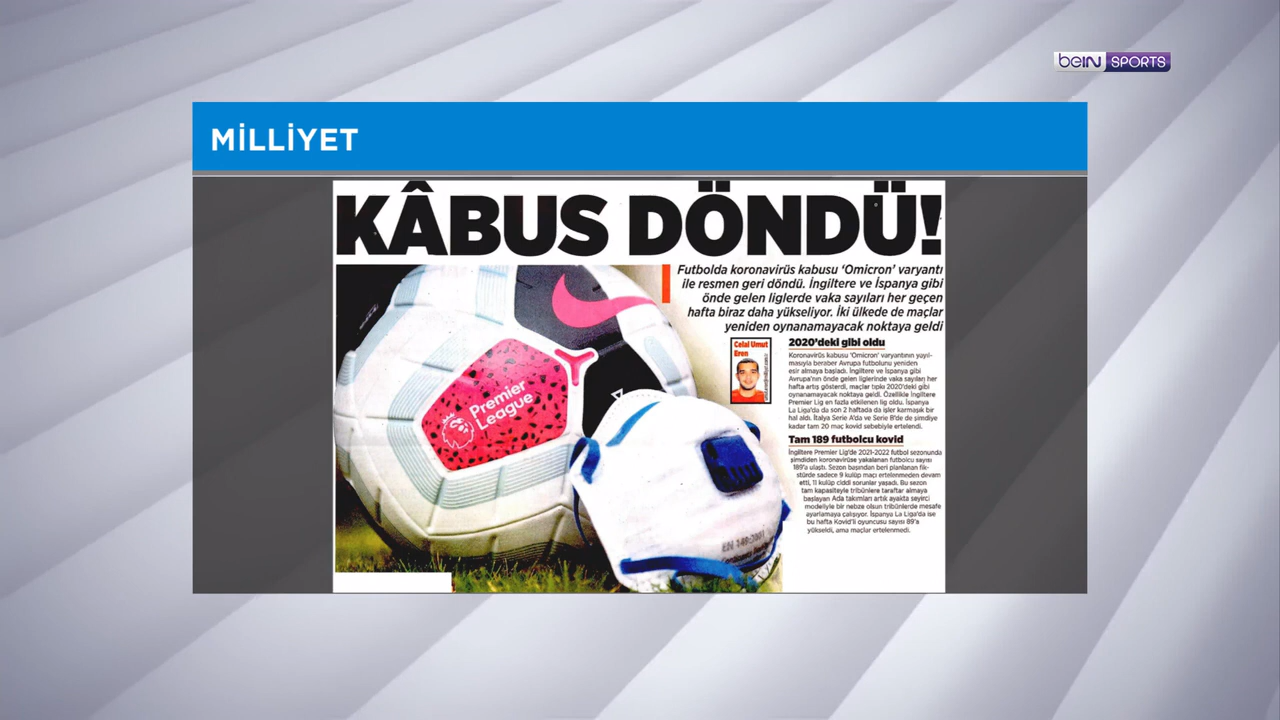 beIN SPORTS
MİLLİYET
KÂBUS DÖNDÜ!
Futbolda koronavirüs kabusu ‘Omicron’ varyantı
ile resmen geri döndü. İngiltere ve İspanya gibi
önde gelen liglerde vaka sayıları her geçen
hafta biraz daha yükseliyor. İki ülkede de maçlar
yeniden oynanamayacak noktaya geldi
Celal Umut
Eren
2020’deki gibi oldu
Koronavirüs kabusu ‘Omicron’ varyantının yayıl-
masıyla beraber Avrupa futbolunu yeniden
esir almaya başladı. İngiltere ve İspanya gibi
Avrupa’nın önde gelen liglerinde vaka sayıları her
hafta artış gösterdi, maçlar tıpkı 2020’deki gibi
oynanamayacak noktaya geldi. Özellikle İngiltere
Premier Lig en fazla etkilenen lig oldu. İspanya
La Liga’da da son 2 haftada da işler karmaşık bir
hal aldı. İtalya Serie A’da ve Serie B’de de şimdiye
kadar tam 20 maç kovid sebebiyle ertelendi.
Tam 189 futbolcu kovid
İngiltere Premier Lig’de 2021-2022 futbol sezonunda
şimdiden koronavirüse yakalanan futbolcu sayısı
189’a ulaştı. Sezon başından beri planlanan fik-
stürde sadece 9 kulüp maçı ertelenmeden devam
etti, 11 kulüp ciddi sorunlar yaşadı. Bu sezon
tam kapasiteyle tribünlere taraftar almaya
başlayan Ada takımları artık ayakta seyirci
modeliyle bir nebze olsun tribünlerde mesafe
ayarlamaya çalışıyor. İspanya La Liga’da ise
bu hafta Kovid’li oyuncusu sayısı 89’a
yükseldi, ama maçlar ertelenmedi.
Premier
League
EN 149:2001